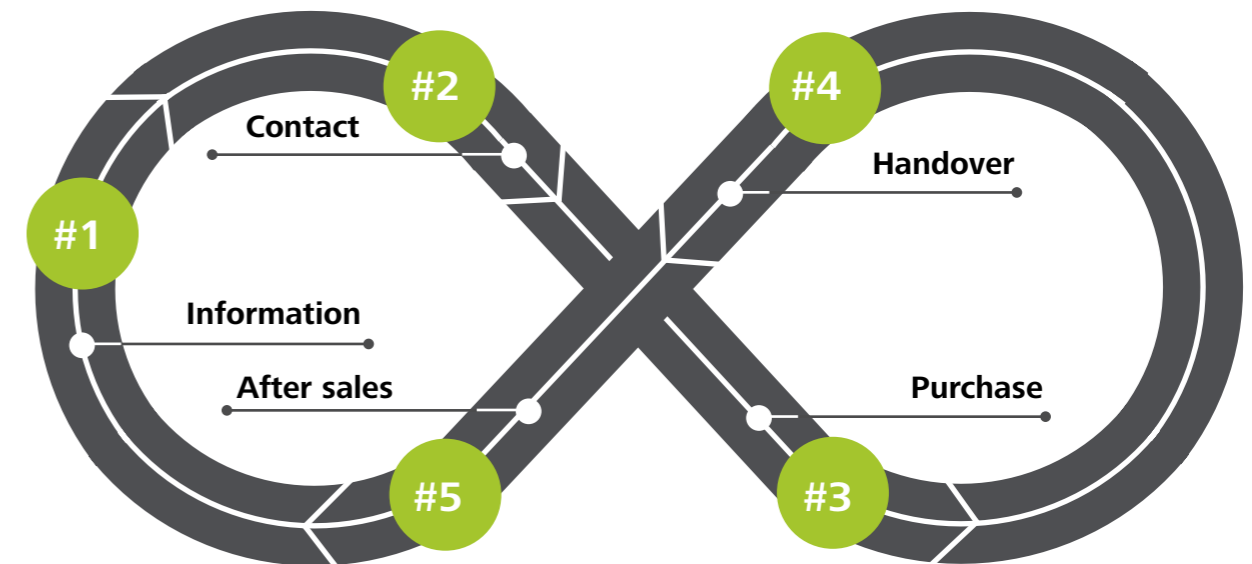 #2
#4
Contact
Handover
#1
Information
After sales
Purchase
#5
#3